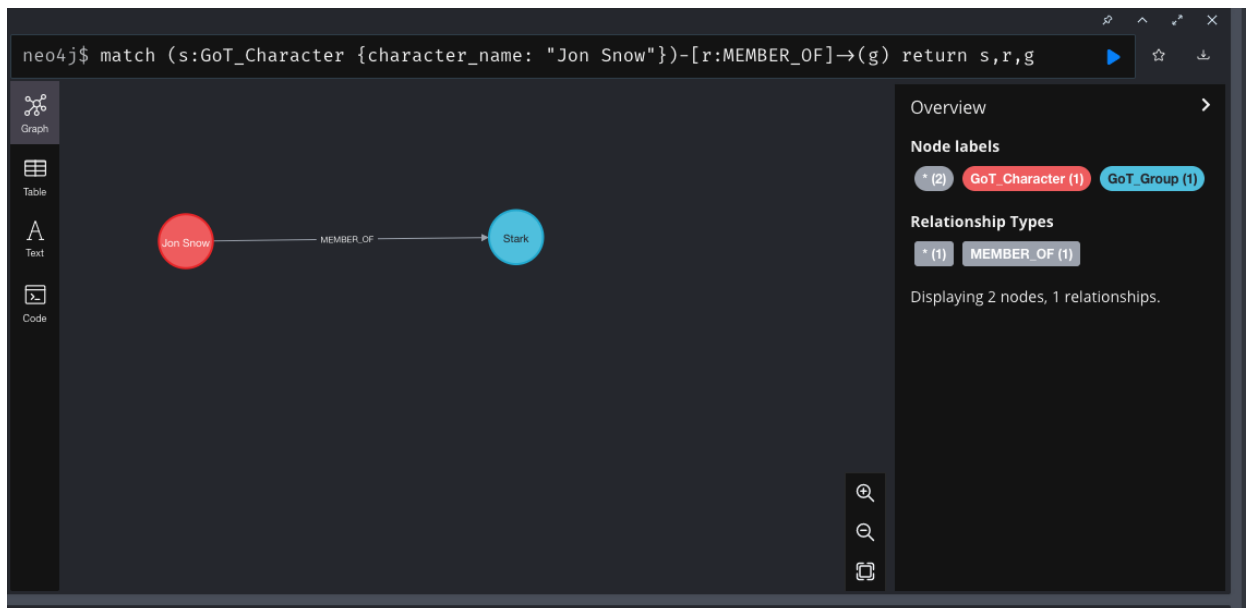 neo4j$ match (s:GoT_Character {character_name: "Jon Snow"})-[r:MEMBER_OF]→(g) return s,r,g
Graph
Table
A
Text
Code
Jon Snow
MEMBER_OF
Stark
Overview
Node labels
* (2) GoT_Character (1) GoT_Group (1)
Relationship Types
* (1) MEMBER_OF (1)
Displaying 2 nodes, 1 relationships.